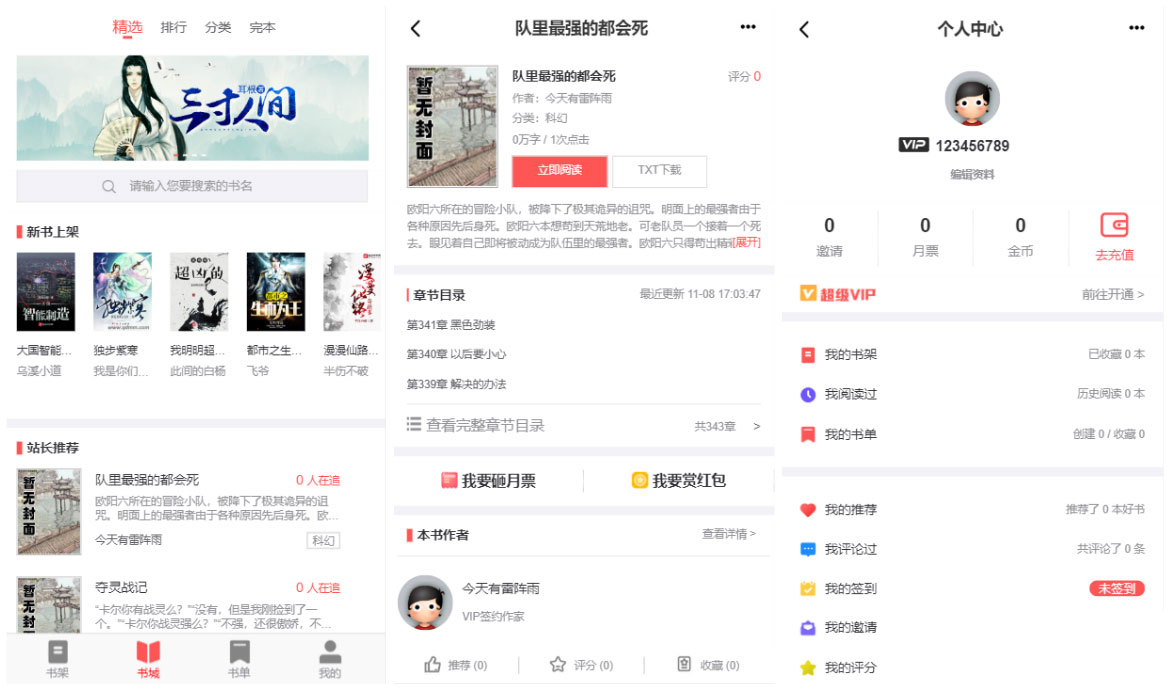 精选 排行 分类 完本
耳根 著
三寸人间
请输入您要搜索的书名
新书上架
智能制造
独步紫寒
www.qdmm.com
超凶的
都市之
生而为王
漫漫仙路
大国智能...
独步紫寒
我明明超...
都市之生...
漫漫仙路...
乌溪小道
我是你们...
此间的白杨
飞爷
半伤不破
站长推荐
暂无封面
队里最强的都会死
0 人在追
欧阳六所在的冒险小队，被降下了极其诡异的诅
咒。明面上的最强者由于各种原因先后身死。欧...
今天有雷阵雨
科幻
暂无封面
夺灵战记
0 人在追
“卡尔你有战灵么？”“没有，但是我刚捡到了一
个。”“卡尔你战灵强么？”“不强，还很傲娇，不...
书架
书城
书单
我的
队里最强的都会死
暂无封面
队里最强的都会死
评分 0
作者：今天有雷阵雨
分类：科幻
0万字 / 1次点击
立即阅读
TXT下载
欧阳六所在的冒险小队，被降下了极其诡异的诅咒。明面上的最强者由于
各种原因先后身死。欧阳六本想苟到天荒地老。可老队员一个接着一个死
去。眼见着自己即将被动成为队伍里的最强者。欧阳六只得苟出精彩[展开]
章节目录
最近更新 11-08 17:03:47
第341章 黑色劲装
第340章 以后要小心
第339章 解决的办法
查看完整章节目录
共343章 >
我要砸月票
我要赏红包
本书作者
查看详情 >
今天有雷阵雨
VIP签约作家
推荐 (0)
评分 (0)
收藏 (0)
个人中心
VIP 123456789
编辑资料
0
0
0
邀请
月票
金币
去充值
超级VIP
前往开通 >
我的书架
已收藏 0 本
我阅读过
历史阅读 0 本
我的书单
创建 0 / 收藏 0
我的推荐
推荐了 0 本好书
我评论过
共评论了 0 条
我的签到
未签到
我的邀请
我的评分